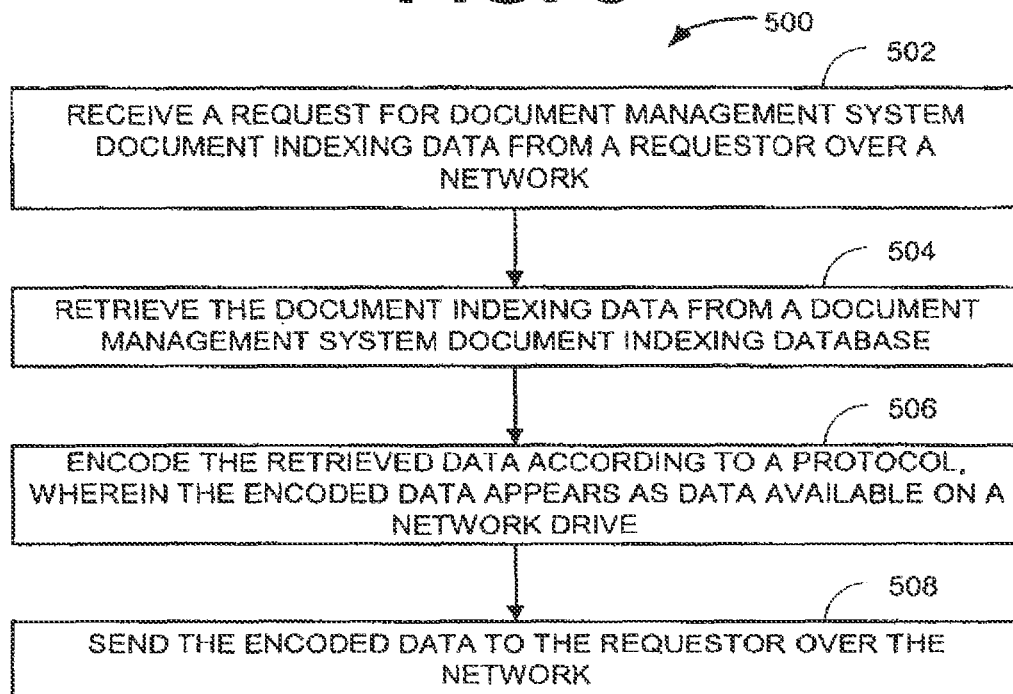 500
502
RECEIVE A REQUEST FOR DOCUMENT MANAGEMENT SYSTEM
DOCUMENT INDEXING DATA FROM A REQUESTOR OVER A
NETWORK
504
RETRIEVE THE DOCUMENT INDEXING DATA FROM A DOCUMENT
MANAGEMENT SYSTEM DOCUMENT INDEXING DATABASE
506
ENCODE THE RETRIEVED DATA ACCORDING TO A PROTOCOL,
WHEREIN THE ENCODED DATA APPEARS AS DATA AVAILABLE ON A
NETWORK DRIVE
508
SEND THE ENCODED DATA TO THE REQUESTOR OVER THE
NETWORK